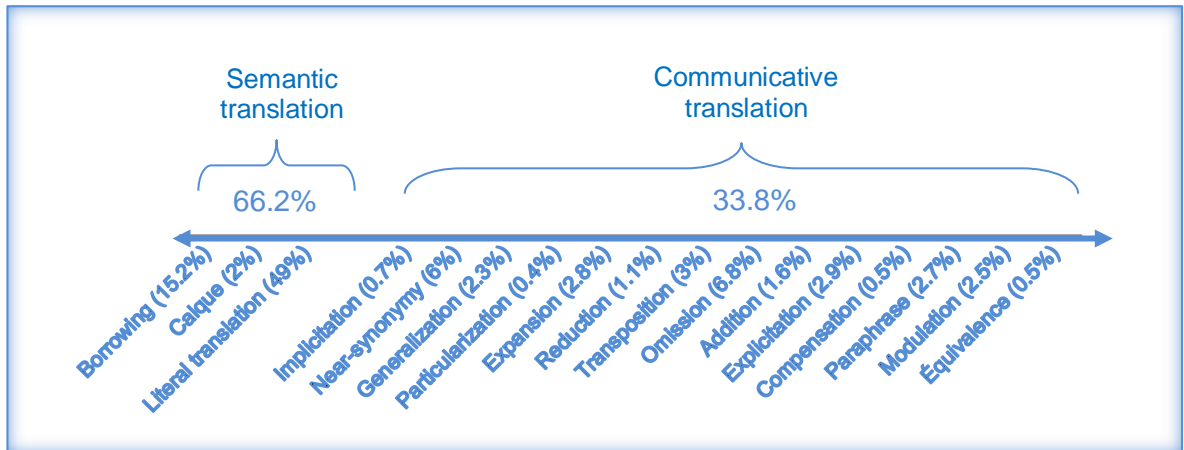 Semantic
translation
Communicative
translation
66.2%
33.8%
Borrowing (15.2%)
Calque (2%)
Literal translation (49%)
Implicitation (0.7%)
Near-synonymy (6%)
Generalization (2.3%)
Particularization (0.4%)
Expansion (2.8%)
Reduction (1.1%)
Transposition (3%)
Omission (6.8%)
Addition (1.6%)
Explicitation (2.9%)
Compensation (0.5%)
Paraphrase (2.7%)
Modulation (2.5%)
Équivalence (0.5%)